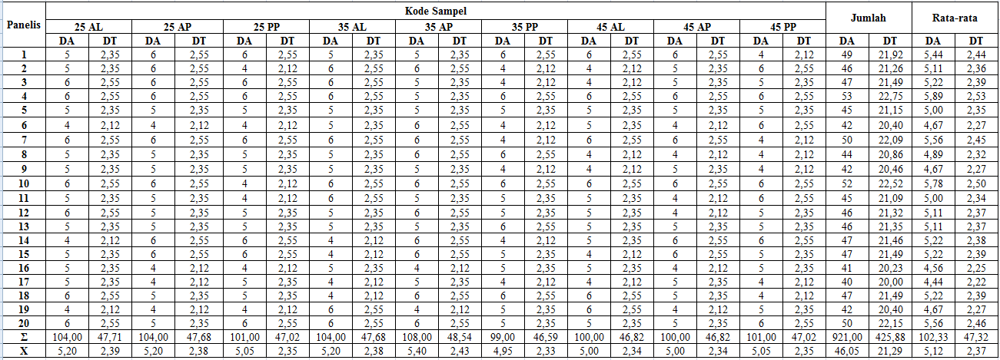 Panelis Kode Sampel Jumlah Rata-rata
25 AL 25 AP 25 PP 35 AL 35 AP 35 PP 45 AL 45 AP 45 PP
DA DT DA DT DA DT DA DT DA DT DA DT DA DT DA DT DA DT DA DT DA DT
1 5 2,35 6 2,55 6 2,55 5 2,35 5 2,35 6 2,55 6 2,55 6 2,55 4 2,12 49 21,92 5,44 2,44
2 5 2,35 6 2,55 4 2,12 6 2,55 6 2,55 4 2,12 4 2,12 5 2,35 6 2,55 46 21,26 5,11 2,36
3 6 2,55 6 2,55 6 2,55 6 2,55 5 2,35 4 2,12 4 2,12 5 2,35 5 2,35 47 21,49 5,22 2,39
4 6 2,55 6 2,55 6 2,55 6 2,55 5 2,35 6 2,55 6 2,55 6 2,55 6 2,55 53 22,75 5,89 2,53
5 5 2,35 5 2,35 5 2,35 5 2,35 5 2,35 5 2,35 5 2,35 5 2,35 5 2,35 45 21,15 5,00 2,35
6 4 2,12 4 2,12 4 2,12 5 2,35 6 2,55 4 2,12 5 2,35 4 2,12 6 2,55 42 20,40 4,67 2,27
7 6 2,55 6 2,55 6 2,55 6 2,55 6 2,55 4 2,12 6 2,55 6 2,55 4 2,12 50 22,09 5,56 2,45
8 5 2,35 5 2,35 5 2,35 5 2,35 6 2,55 6 2,55 4 2,12 4 2,12 4 2,12 44 20,86 4,89 2,32
9 5 2,35 5 2,35 5 2,35 5 2,35 5 2,35 4 2,12 4 2,12 5 2,35 4 2,12 42 20,46 4,67 2,27
10 6 2,55 6 2,55 4 2,12 6 2,55 6 2,55 6 2,55 6 2,55 6 2,55 6 2,55 52 22,52 5,78 2,50
11 5 2,35 5 2,35 4 2,12 6 2,55 5 2,35 5 2,35 5 2,35 4 2,12 6 2,55 45 21,09 5,00 2,34
12 6 2,55 5 2,35 5 2,35 5 2,35 6 2,55 5 2,35 5 2,35 4 2,12 5 2,35 46 21,32 5,11 2,37
13 5 2,35 5 2,35 5 2,35 5 2,35 5 2,35 6 2,55 5 2,35 5 2,35 5 2,35 46 21,35 5,11 2,37
14 4 2,12 6 2,55 6 2,55 4 2,12 6 2,55 4 2,12 5 2,35 6 2,55 6 2,55 47 21,46 5,22 2,38
15 5 2,35 6 2,55 6 2,55 4 2,12 6 2,55 5 2,35 4 2,12 6 2,55 5 2,35 47 21,49 5,22 2,39
16 5 2,35 4 2,12 4 2,12 5 2,35 4 2,12 5 2,35 5 2,35 4 2,12 5 2,35 41 20,23 4,56 2,25
17 5 2,35 4 2,12 5 2,35 4 2,12 5 2,35 4 2,12 4 2,12 5 2,35 4 2,12 40 20,00 4,44 2,22
18 6 2,55 5 2,35 5 2,35 4 2,12 6 2,55 6 2,55 6 2,55 5 2,35 4 2,12 47 21,49 5,22 2,39
19 4 2,12 4 2,12 4 2,12 6 2,55 4 2,12 5 2,35 6 2,55 4 2,12 5 2,35 42 20,40 4,67 2,27
20 6 2,55 5 2,35 6 2,55 6 2,55 6 2,55 6 2,55 5 2,35 5 2,35 5 2,35 50 22,15 5,56 2,46
Σ 104,00 47,71 104,00 47,68 101,00 47,02 104,00 47,68 108,00 48,54 99,00 46,59 100,00 46,82 100,00 46,82 101,00 47,02 921,00 425,88 102,33 47,32
X 5,20 2,39 5,20 2,38 5,05 2,35 5,20 2,38 5,40 2,43 4,95 2,33 5,00 2,34 5,00 2,34 5,05 2,35 46,05 21,29 5,12 2,37